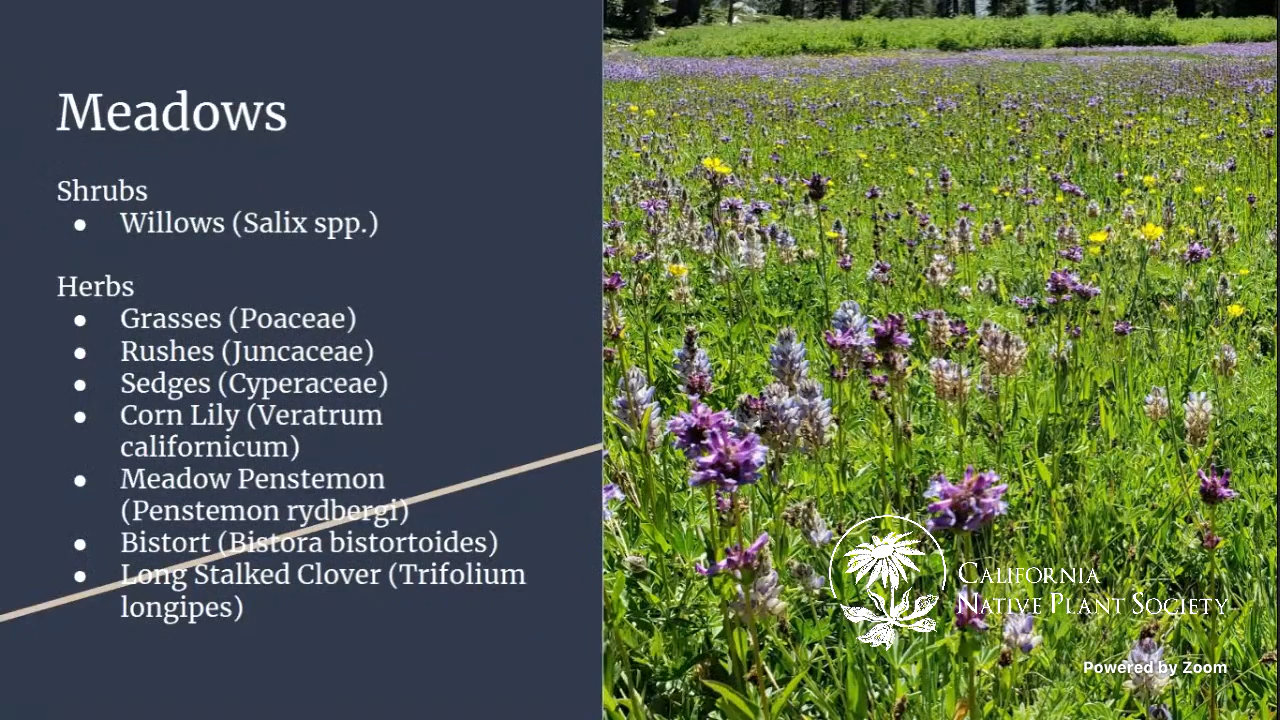 Meadows
Shrubs
● Willows (Salix spp.)
Herbs
● Grasses (Poaceae)
● Rushes (Juncaceae)
● Sedges (Cyperaceae)
● Corn Lily (Veratrum
californicum)
● Meadow Penstemon
(Penstemon rydbergi)
● Bistort (Bistora bistortoides)
● Long Stalked Clover (Trifolium
longipes)
California
Native Plant Society
Powered by Zoom